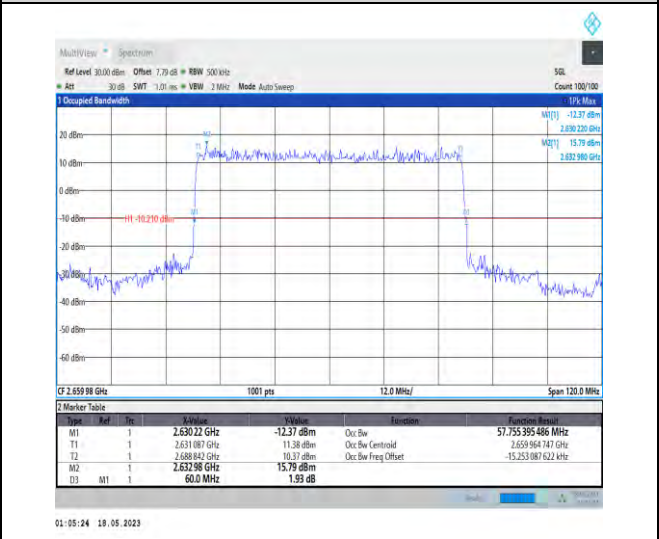 MultiView Spectrum
Ref Level 30.00 dBm Offset 7.79 dB RBW 500 kHz SGL
Att 30 dB SWT 1.01 ms VBW 2 MHz Mode Auto Sweep Count 100/100
1 Occupied Bandwidth 1Pk Max
M1[1] -12.37 dBm
2.630 220 GHz
20 dBm
M2
M2[1] 15.79 dBm
2.632 980 GHz
T1
10 dBm
0 dBm
-10 dBm
H1 -10.210 dBm
-20 dBm
-30 dBm
-40 dBm
-50 dBm
-60 dBm
CF 2.659 98 GHz 1001 pts 12.0 MHz/ Span 120.0 MHz
2 Marker Table
Type Ref Trc X-Value Y-Value Function Function Result
M1 1 2.63022 GHz -12.37 dBm Occ Bw 57.755 395 486 MHz
T1 1 2.631 087 GHz 11.38 dBm Occ Bw Centroid 2.659 964 747 GHz
T2 1 2.688 842 GHz 10.37 dBm Occ Bw Freq Offset -15.253 087 622 kHz
M2 1 2.632 98 GHz 15.79 dBm
D3 M1 1 60.0 MHz 1.93 dB
01:05:24 18.05.2023